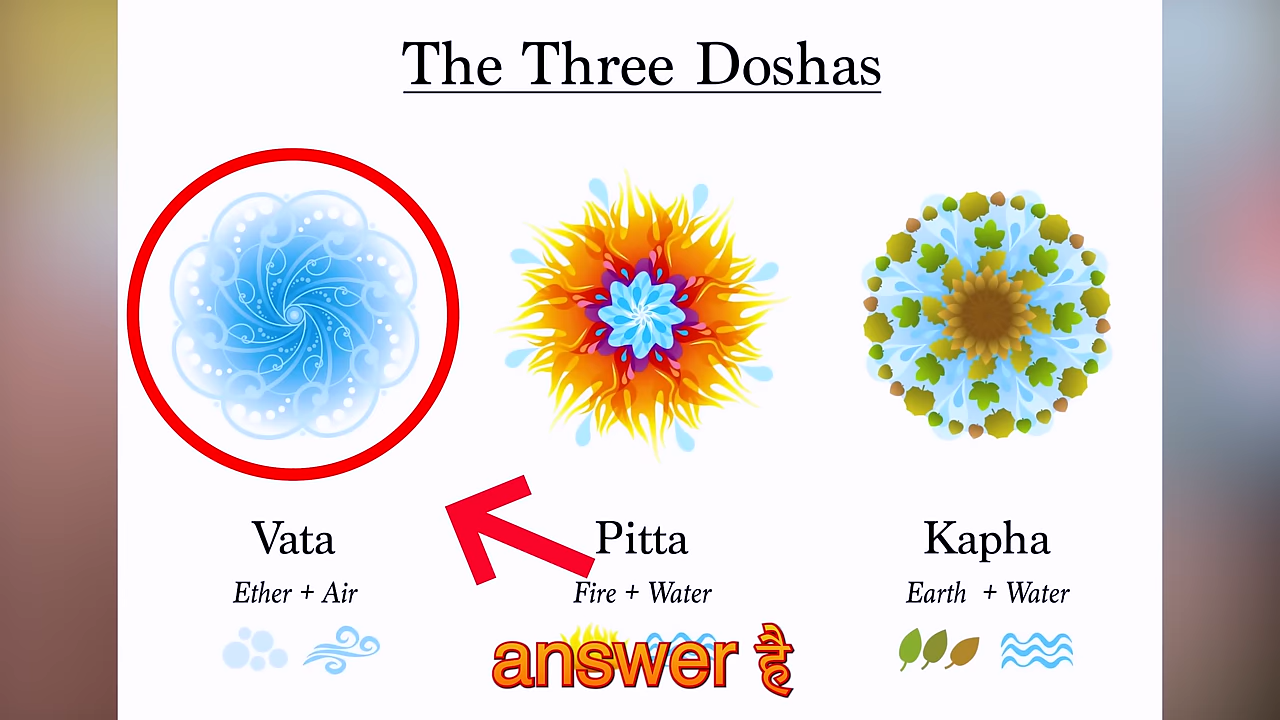 The Three Doshas
Vata
Pitta
Kapha
Ether + Air
Fire + Water
Earth + Water
answer है